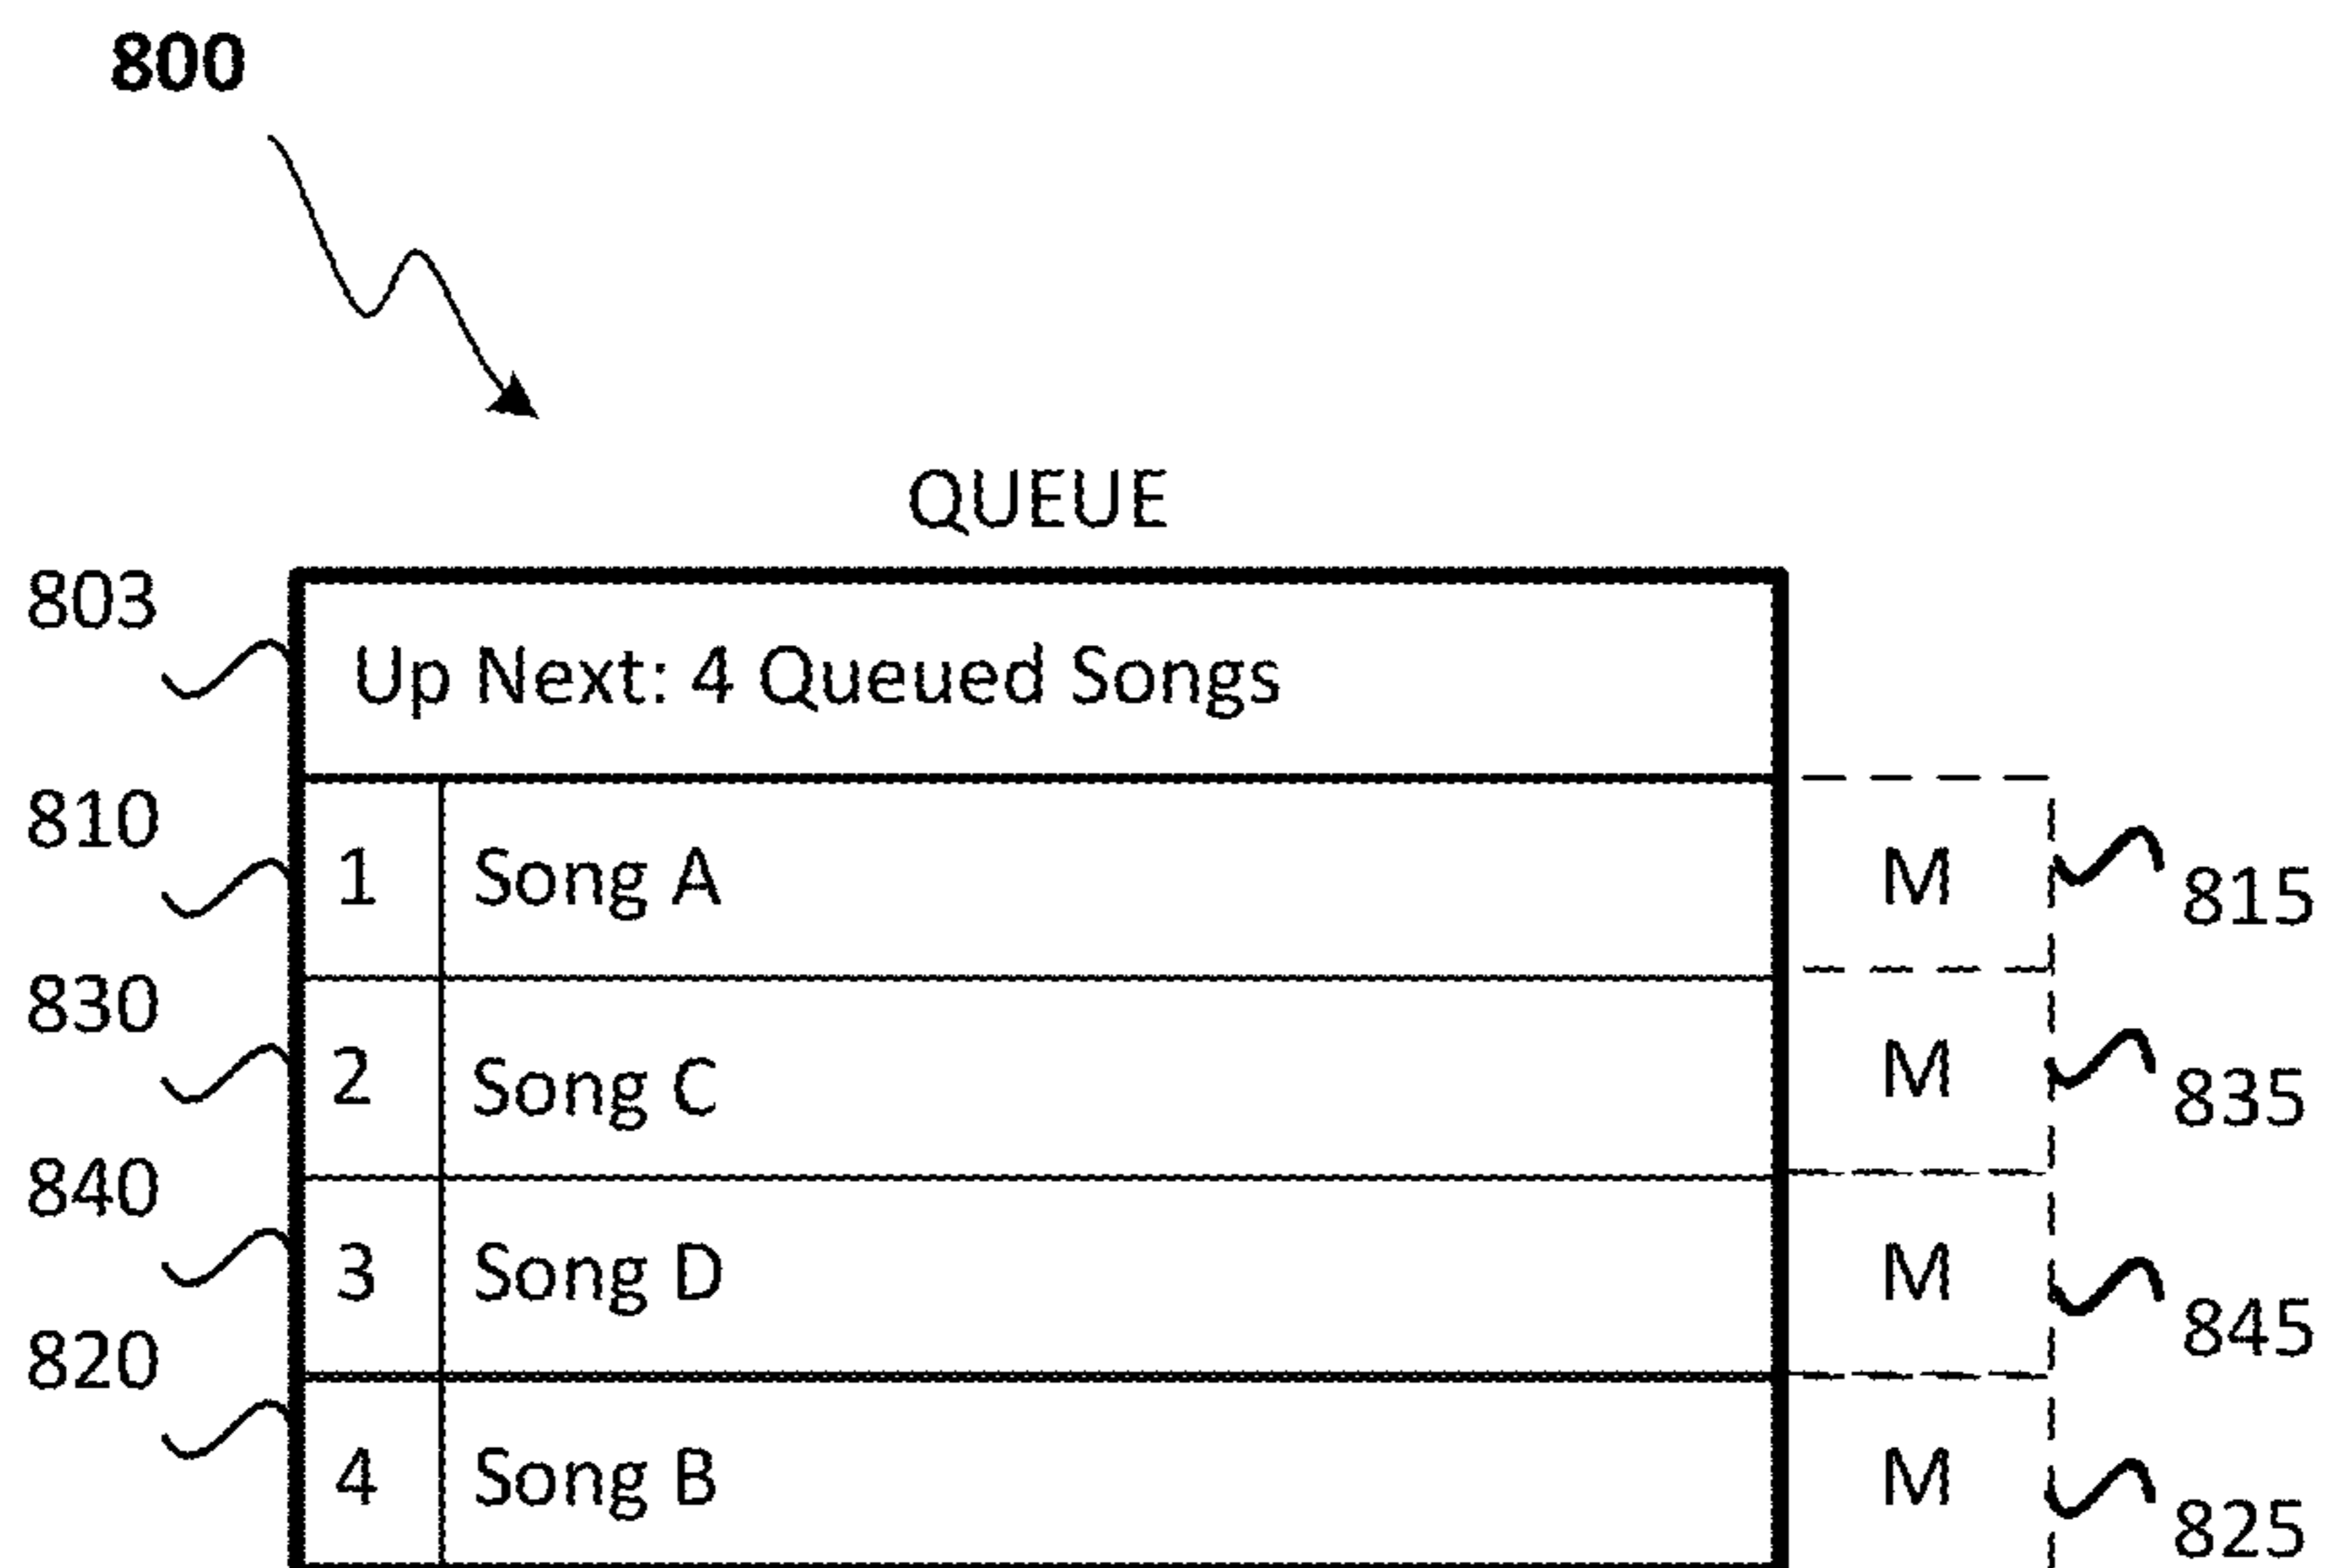 800
QUEUE
803
Up Next: 4 Queued Songs
810
1 Song A M 815
830
2 Song C M 835
840
3 Song D M 845
820
4 Song B M 825